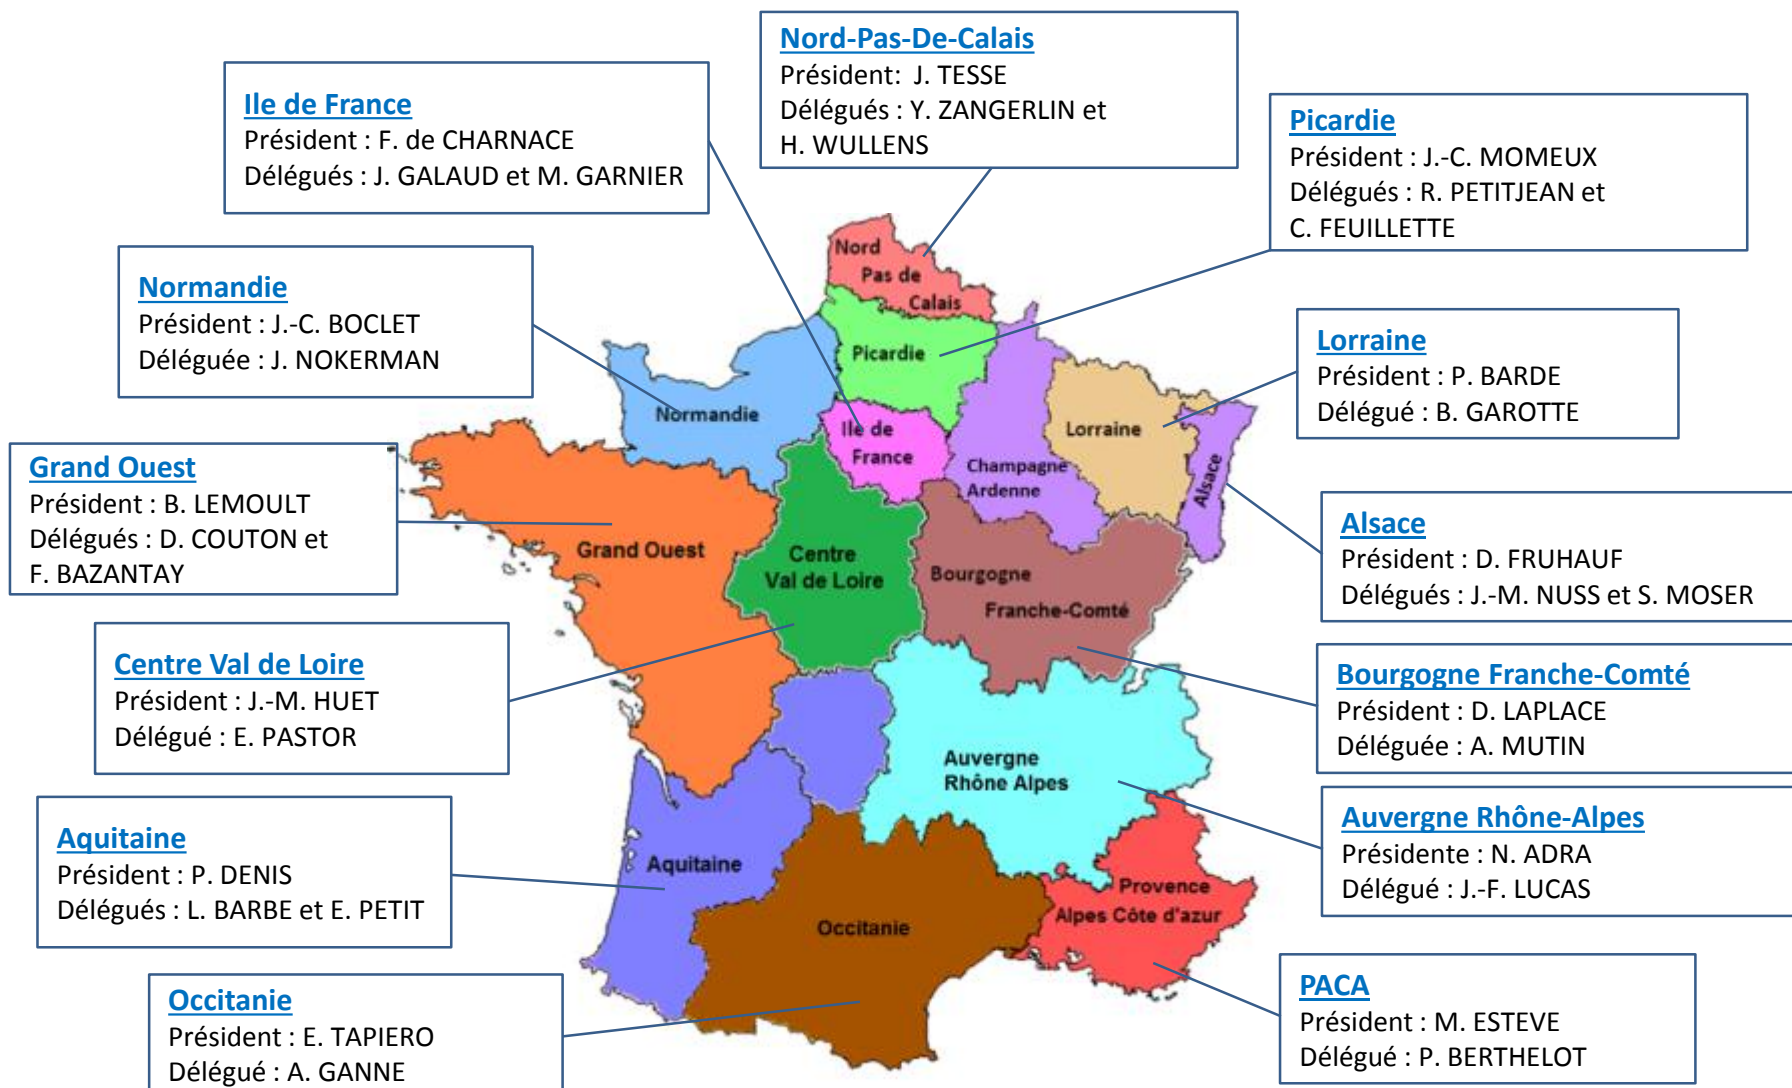 Nord-Pas-De-Calais
Président:  J. TESSE
Délégués : Y. ZANGERLIN et
H. WULLENS
Ile de France
Président : F. de CHARNACE
Délégués : J. GALAUD et M. GARNIER
Picardie
Président : J.-C. MOMEUX
Délégués : R. PETITJEAN et
C. FEUILLETTE
Normandie
Président : J.-C. BOCLET
Déléguée : J. NOKERMAN
Lorraine
Président : P. BARDE
Délégué : B. GAROTTE
Grand Ouest
Président : B. LEMOULT
Délégués : D. COUTON et
F. BAZANTAY
Alsace
Président : D. FRUHAUF
Délégués : J.-M. NUSS et S. MOSER
Centre Val de Loire
Président : J.-M. HUET
Délégué : E. PASTOR
Bourgogne Franche-Comté
Président : D. LAPLACE
Déléguée : A. MUTIN
Aquitaine
Président : P. DENIS
Délégués : L. BARBE et E. PETIT
Auvergne Rhône-Alpes
Présidente : N. ADRA
Délégué : J.-F. LUCAS
Occitanie
Président : E. TAPIERO
Délégué : A. GANNE
PACA
Président : M. ESTEVE
Délégué : P. BERTHELOT
Nord
Pas de
Calais
Picardie
Normandie
Ile de
France
Champagne
Ardenne
Lorraine
Alsace
Grand Ouest
Centre
Val de Loire
Bourgogne
Franche-Comté
Auvergne
Rhône Alpes
Aquitaine
Occitanie
Provence
Alpes Côte d'azur